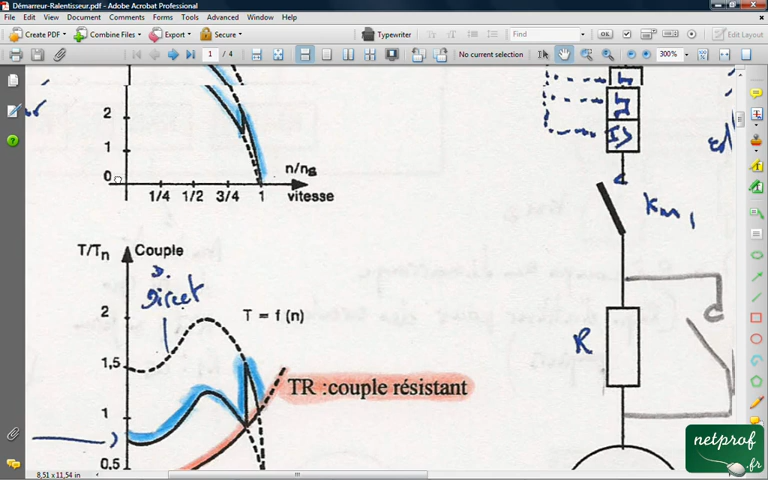 Démarreur-Ralentisseur.pdf - Adobe Acrobat Professional
File Edit View Document Comments Forms Tools Advanced Window Help
Create PDF Combine Files Export Secure Typewriter Find Edit Layout
1 / 4 No current selection 300%
2
1
0
1/4 1/2 3/4 1
n/ns
vitesse
Km1
T/Tn Couple
D.
Direct
2
T = f (n)
1,5
TR :couple résistant
1
0.5
R
netprof
.fr
8,51 x 11,54 in